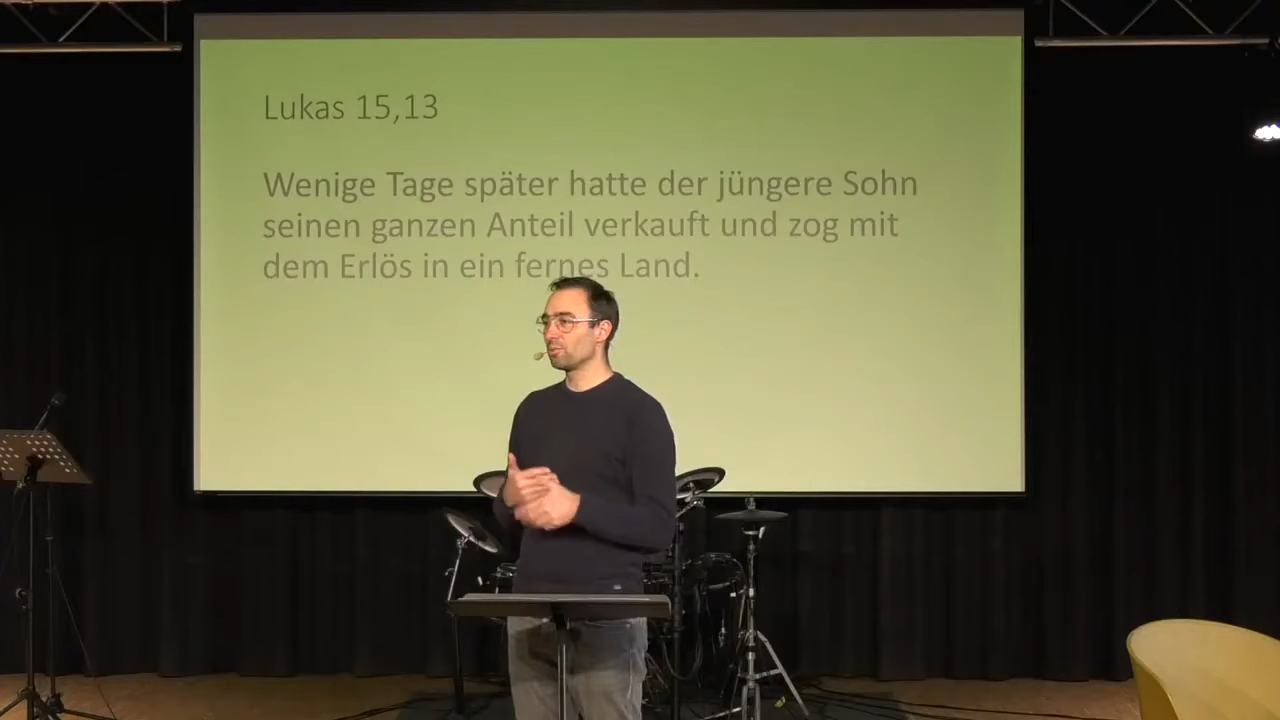 Lukas 15,13
Wenige Tage später hatte der jüngere Sohn
seinen ganzen Anteil verkauft und zog mit
dem Erlös in ein fernes Land.